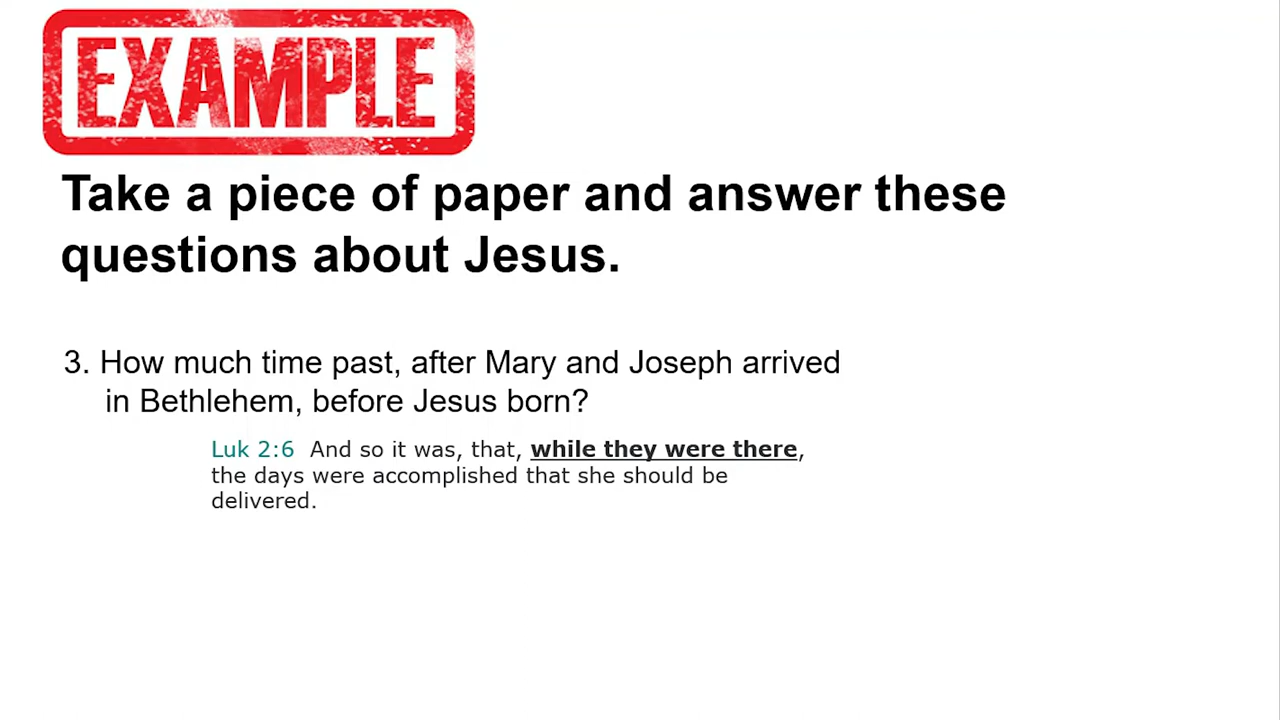 EXAMPLE
Take a piece of paper and answer these
questions about Jesus.
3. How much time past, after Mary and Joseph arrived
in Bethlehem, before Jesus born?
Luk 2:6 And so it was, that, while they were there,
the days were accomplished that she should be
delivered.